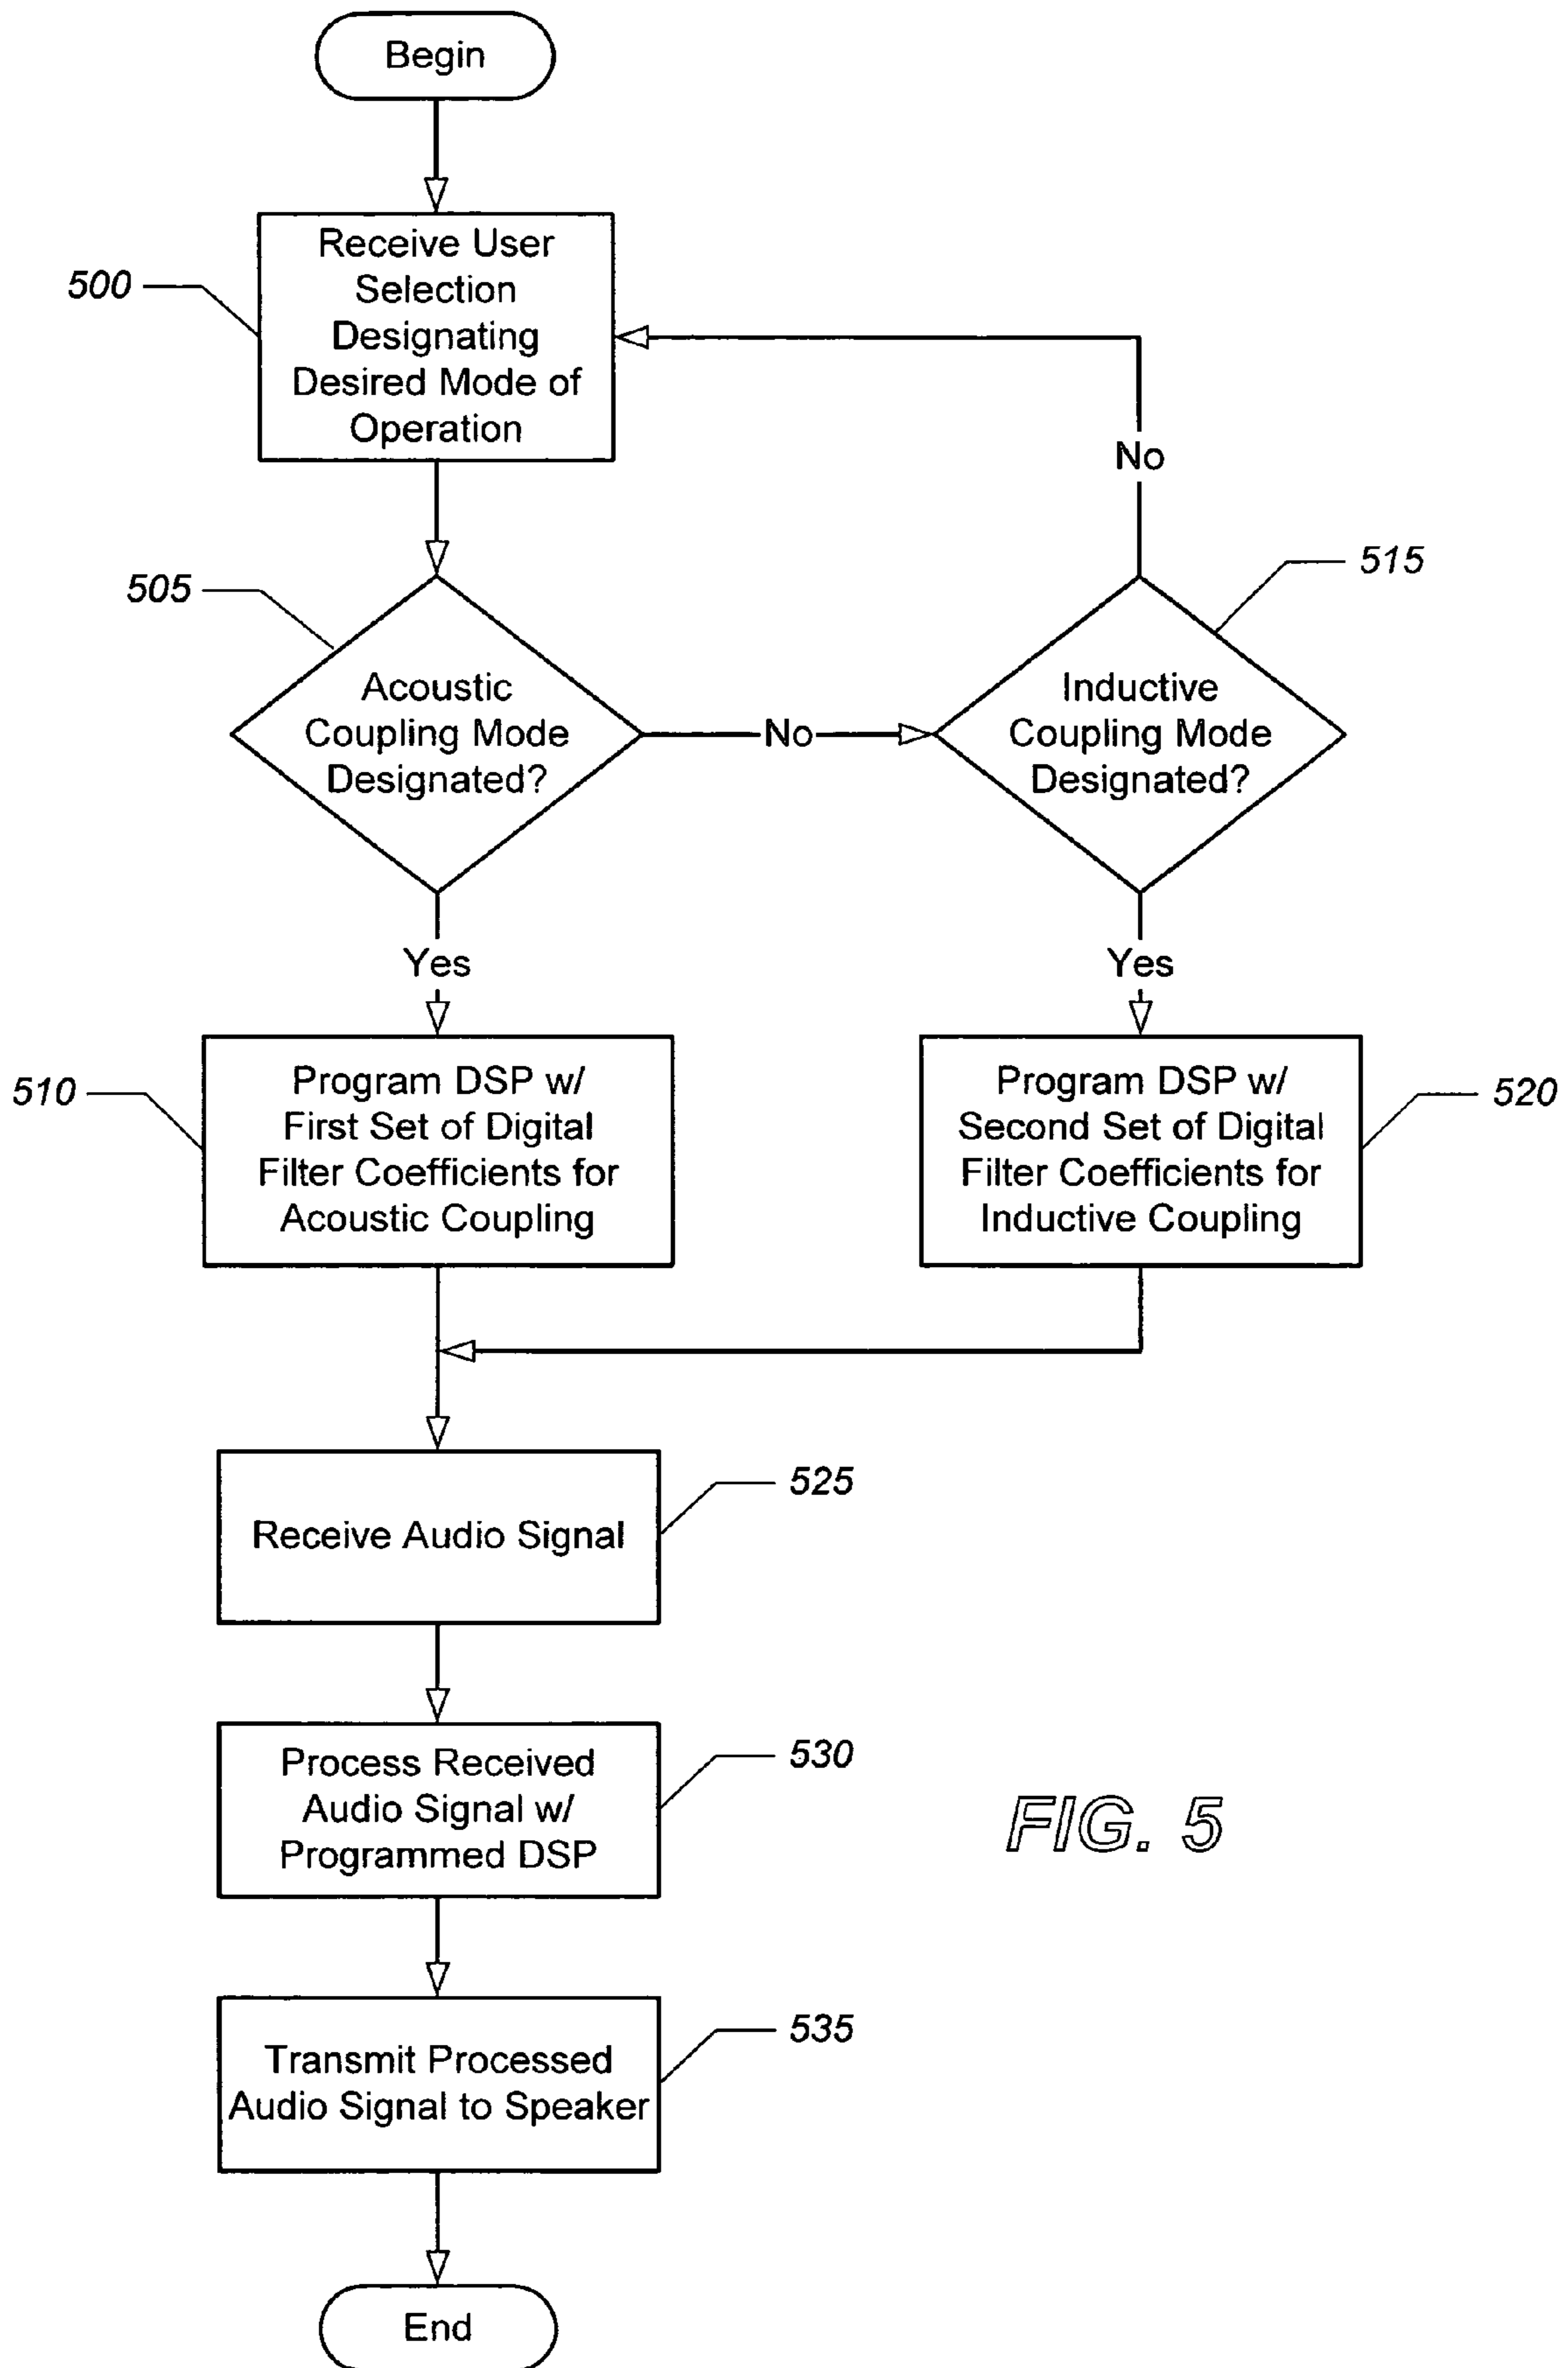 Begin
500
Receive User
Selection
Designating
Desired Mode of
Operation
No
505
Acoustic
Coupling Mode
Designated?
No
515
Inductive
Coupling Mode
Designated?
Yes
Yes
510
Program DSP w/
First Set of Digital
Filter Coefficients for
Acoustic Coupling
Program DSP w/
Second Set of Digital
Filter Coefficients for
Inductive Coupling
520
Receive Audio Signal
525
Process Received
Audio Signal w/
Programmed DSP
530
FIG. 5
Transmit Processed
Audio Signal to Speaker
535
End